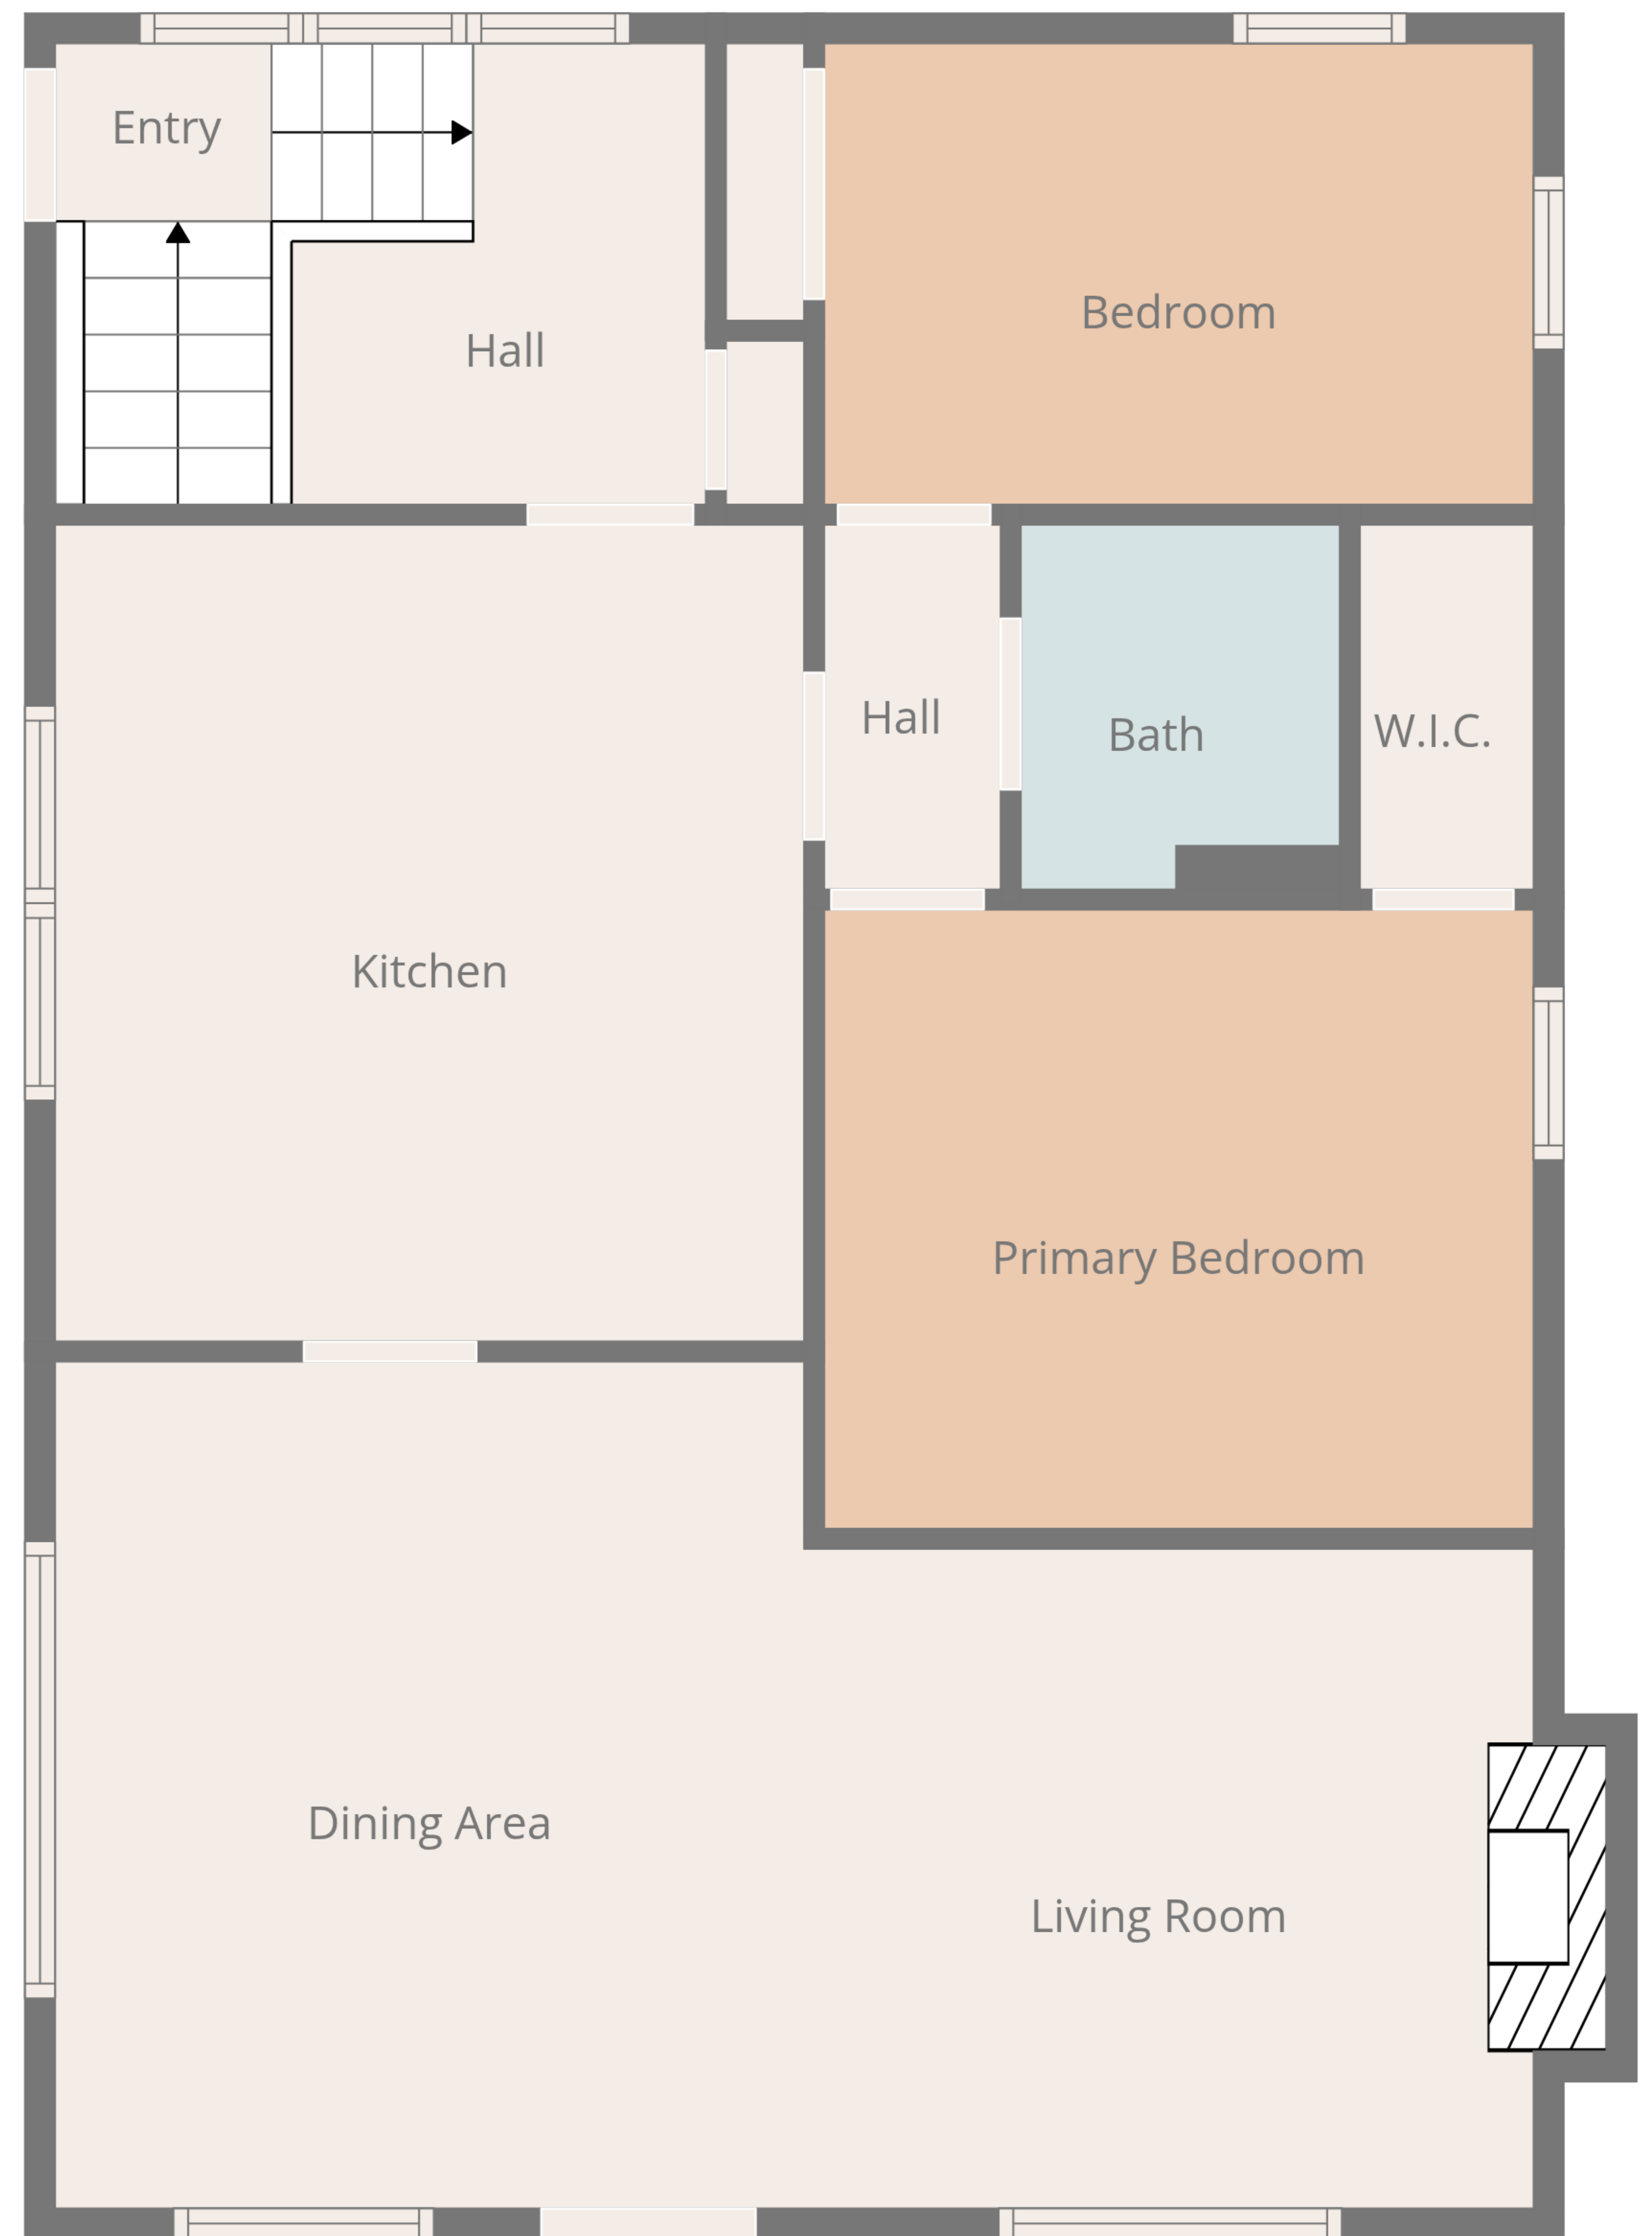 Entry
Bedroom
Hall
Hall
Bath
W.I.C.
Kitchen
Primary Bedroom
Dining Area
Living Room